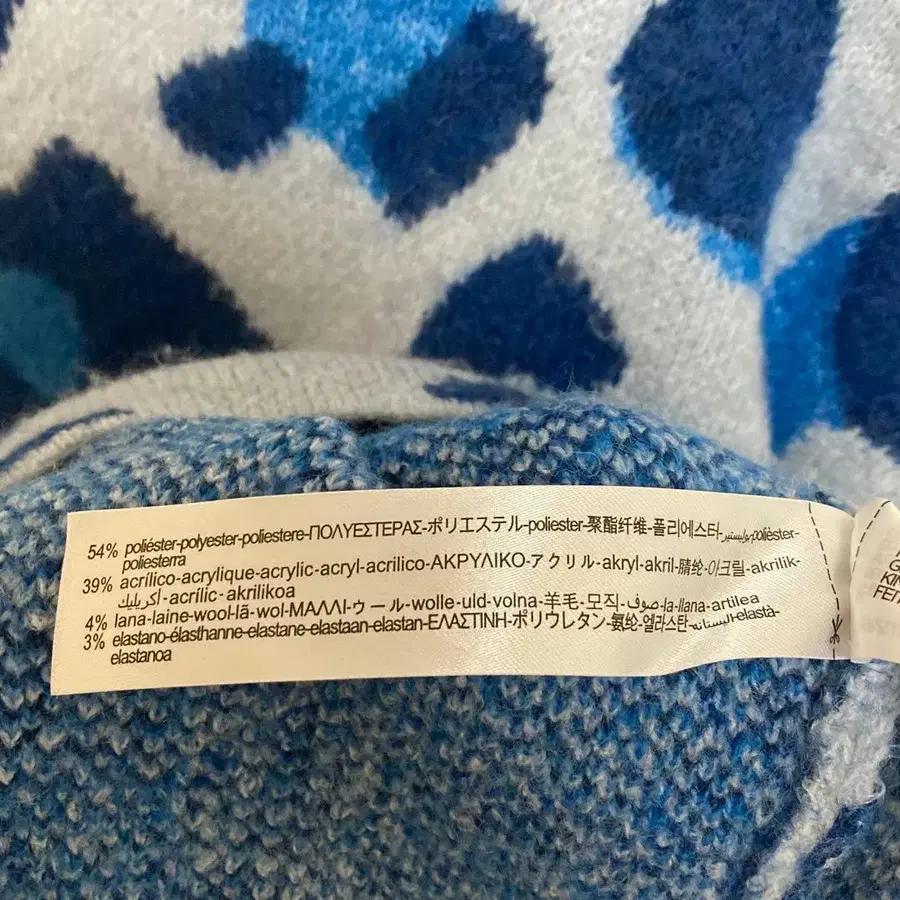 54% poliéster-polyester-poliestere-ΠΟΛΥΕΣΤΕΡΑΣ-ポリエステル-poliester-聚酯纤维-폴리에스타-بوليستير-polièster-
poliesterra
39% acrílico-acrylique-acrylic-acryl-acrilico-ΑΚΡΥΛΙΚΟ-アクリル-akryl-akril-腈纶-아크릴-akrilik-
أكريليك-acrílic-akrilikoa
4% lana-laine-wool-lã-wol-ΜΑΛΛΙ-ウール-wolle-uld-volna-羊毛-모직-صوف-la-llana-artilea
3% elastano-élasthanne-elastane-elastaan-elastan-ΕΛΑΣΤΙΝΗ-ポリウレタン-氨纶-엘라스탄-البستانه-elastà-
elastanoa